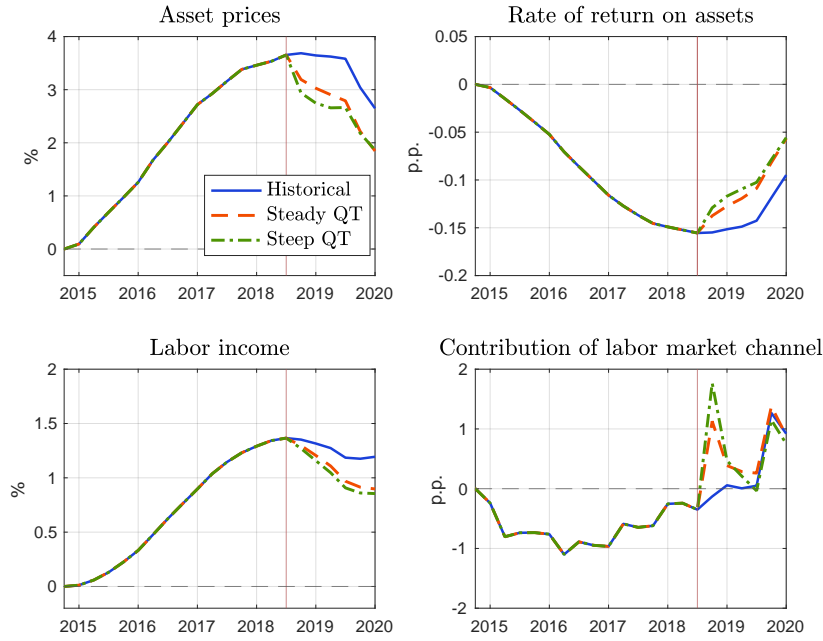 Asset prices
4
3
2
1
0
%
Historical
Steady QT
Steep QT
2015 2016 2017 2018 2019 2020
Rate of return on assets
0.05
0
-0.05
-0.1
-0.15
-0.2
p.p.
2015 2016 2017 2018 2019 2020
Labor income
2
1.5
1
0.5
0
%
2015 2016 2017 2018 2019 2020
Contribution of labor market channel
2
1
0
-1
-2
p.p.
2015 2016 2017 2018 2019 2020